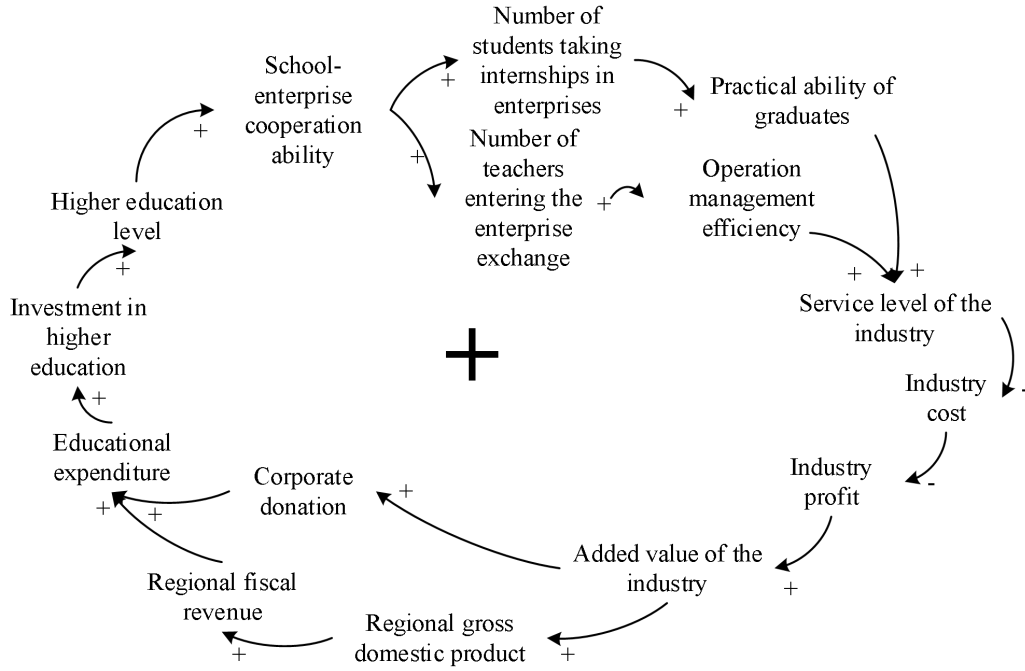 Number of
students taking
internships in
enterprises
+
School-
enterprise
cooperation
ability
+
+
+
Practical ability of
graduates
+
Number of
teachers
entering the
enterprise
exchange
+
Operation
management
efficiency
+
+
Higher education
level
+
Service level of the
industry
-
Investment in
higher
education
+
+
Industry
cost
-
Educational
expenditure
+
+
Corporate
donation
+
Industry
profit
+
Added value of the
industry
Regional fiscal
revenue
+
Regional gross
domestic product
+